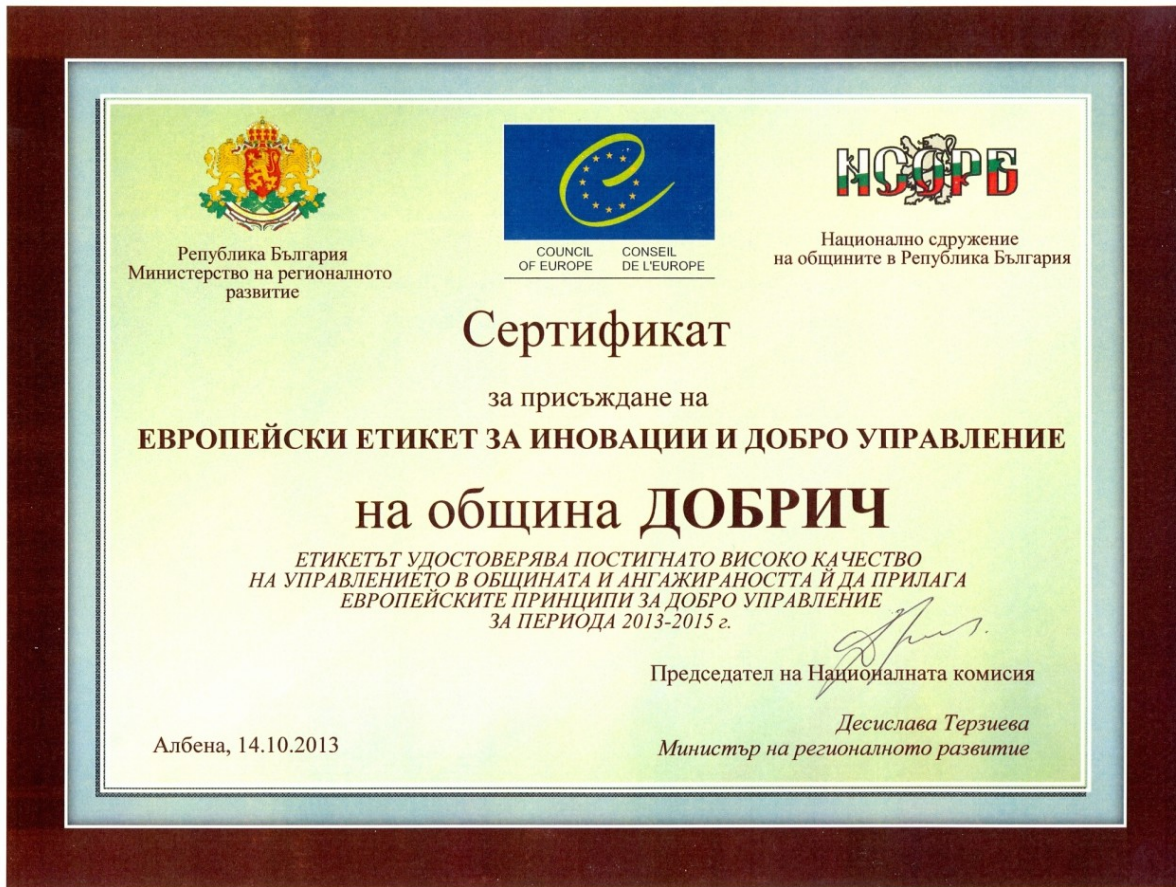 Република България
Министерство на регионалното
развитие
COUNCIL OF EUROPE
CONSEIL DE L'EUROPE
НСОРБ
Национално сдружение
на общините в Република България
Сертификат
за присъждане на
ЕВРОПЕЙСКИ ЕТИКЕТ ЗА ИНОВАЦИИ И ДОБРО УПРАВЛЕНИЕ
на община ДОБРИЧ
ЕТИКЕТЪТ УДОСТОВЕРЯВА ПОСТИГНАТО ВИСОКО КАЧЕСТВО
НА УПРАВЛЕНИЕТО В ОБЩИНАТА И АНГАЖИРАНОСТТА Й ДА ПРИЛАГА
ЕВРОПЕЙСКИТЕ ПРИНЦИПИ ЗА ДОБРО УПРАВЛЕНИЕ
ЗА ПЕРИОДА 2013-2015 г.
Председател на Националната комисия
Десислава Терзиева
Министър на регионалното развитие
Албена, 14.10.2013